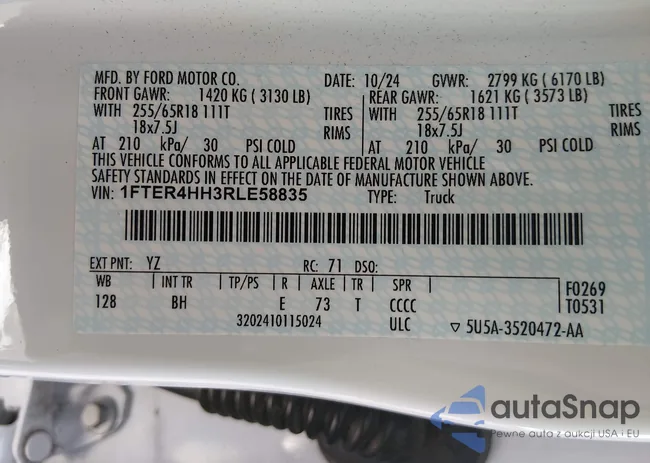 MFD. BY FORD MOTOR CO. DATE: 10/24 GVWR: 2799 KG ( 6170 LB)
FRONT GAWR: 1420 KG ( 3130 LB) REAR GAWR: 1621 KG ( 3573 LB)
WITH 255/65R18 111T TIRES WITH 255/65R18 111T TIRES
18x7.5J RIMS 18x7.5J RIMS
AT 210 kPa/ 30 PSI COLD AT 210 kPa/ 30 PSI COLD
THIS VEHICLE CONFORMS TO ALL APPLICABLE FEDERAL MOTOR VEHICLE
SAFETY STANDARDS IN EFFECT ON THE DATE OF MANUFACTURE SHOWN ABOVE.
VIN: 1FTER4HH3RLE58835 TYPE: Truck
EXT PNT: YZ RC: 71 DSO:
WB INT TR TP/PS R AXLE TR SPR F0269
128 BH E 73 T CCCC T0531
3202410115024 ULC ▽ 5U5A-3520472-AA
autaSnap
Pewne auta z aukcji USA i EU